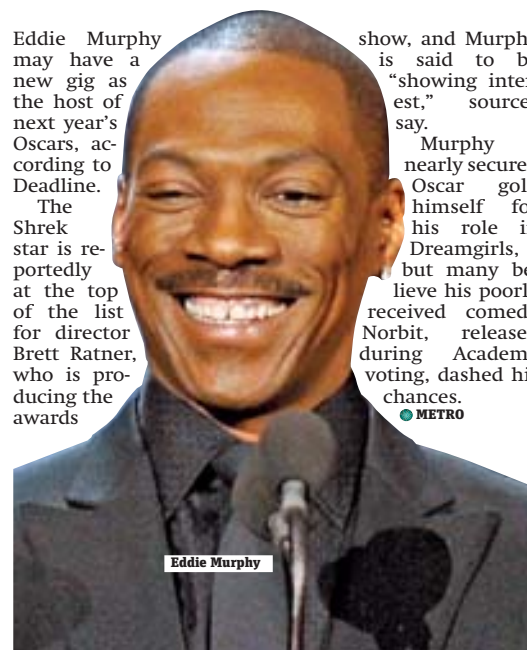 Eddie Murphy
may have a
new gig as
the host of
next year's
Oscars, ac-
cording to
Deadline.
The
Shrek
star is re-
portedly
at the top
of the list
for director
Brett Ratner,
who is pro-
ducing the
awards
show, and Murph
is said to b
“showing inter
est,” source
say.
Murphy
nearly secure
Oscar gol
himself fo
his role i
Dreamgirls,
but many be
lieve his poorl
received comed
Norbit, release
during Academ
voting, dashed hi
chances.
METRO
Eddie Murphy